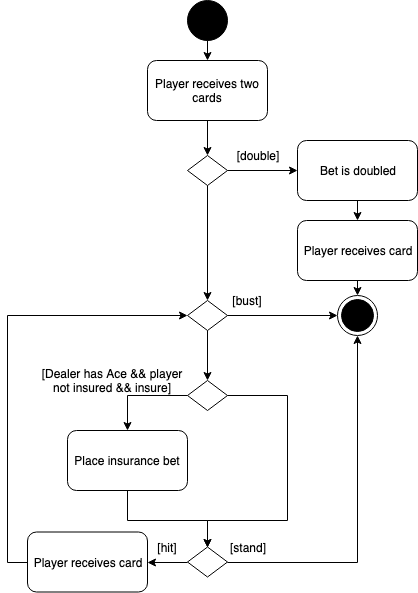 Player receives two
cards
[double]
Bet is doubled
Player receives card
[bust]
[Dealer has Ace && player
not insured && insure]
Place insurance bet
[hit]
[stand]
Player receives card